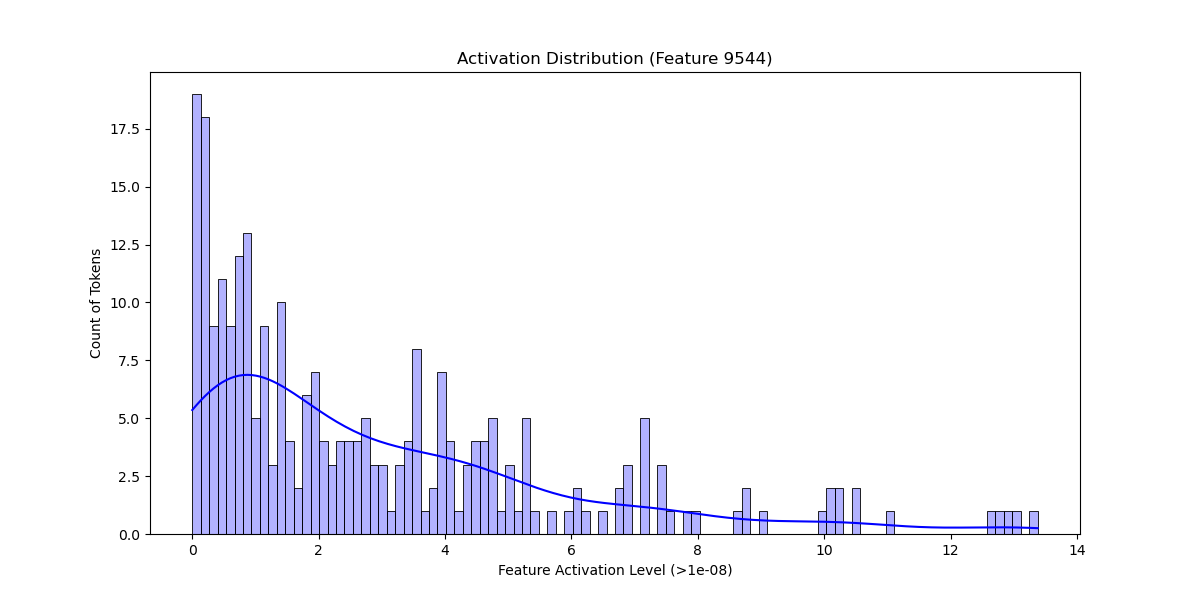 Activation Distribution (Feature 9544)
Count of Tokens
17.5
15.0
12.5
10.0
7.5
5.0
2.5
0.0
0 2 4 6 8 10 12 14
Feature Activation Level (>1e-08)